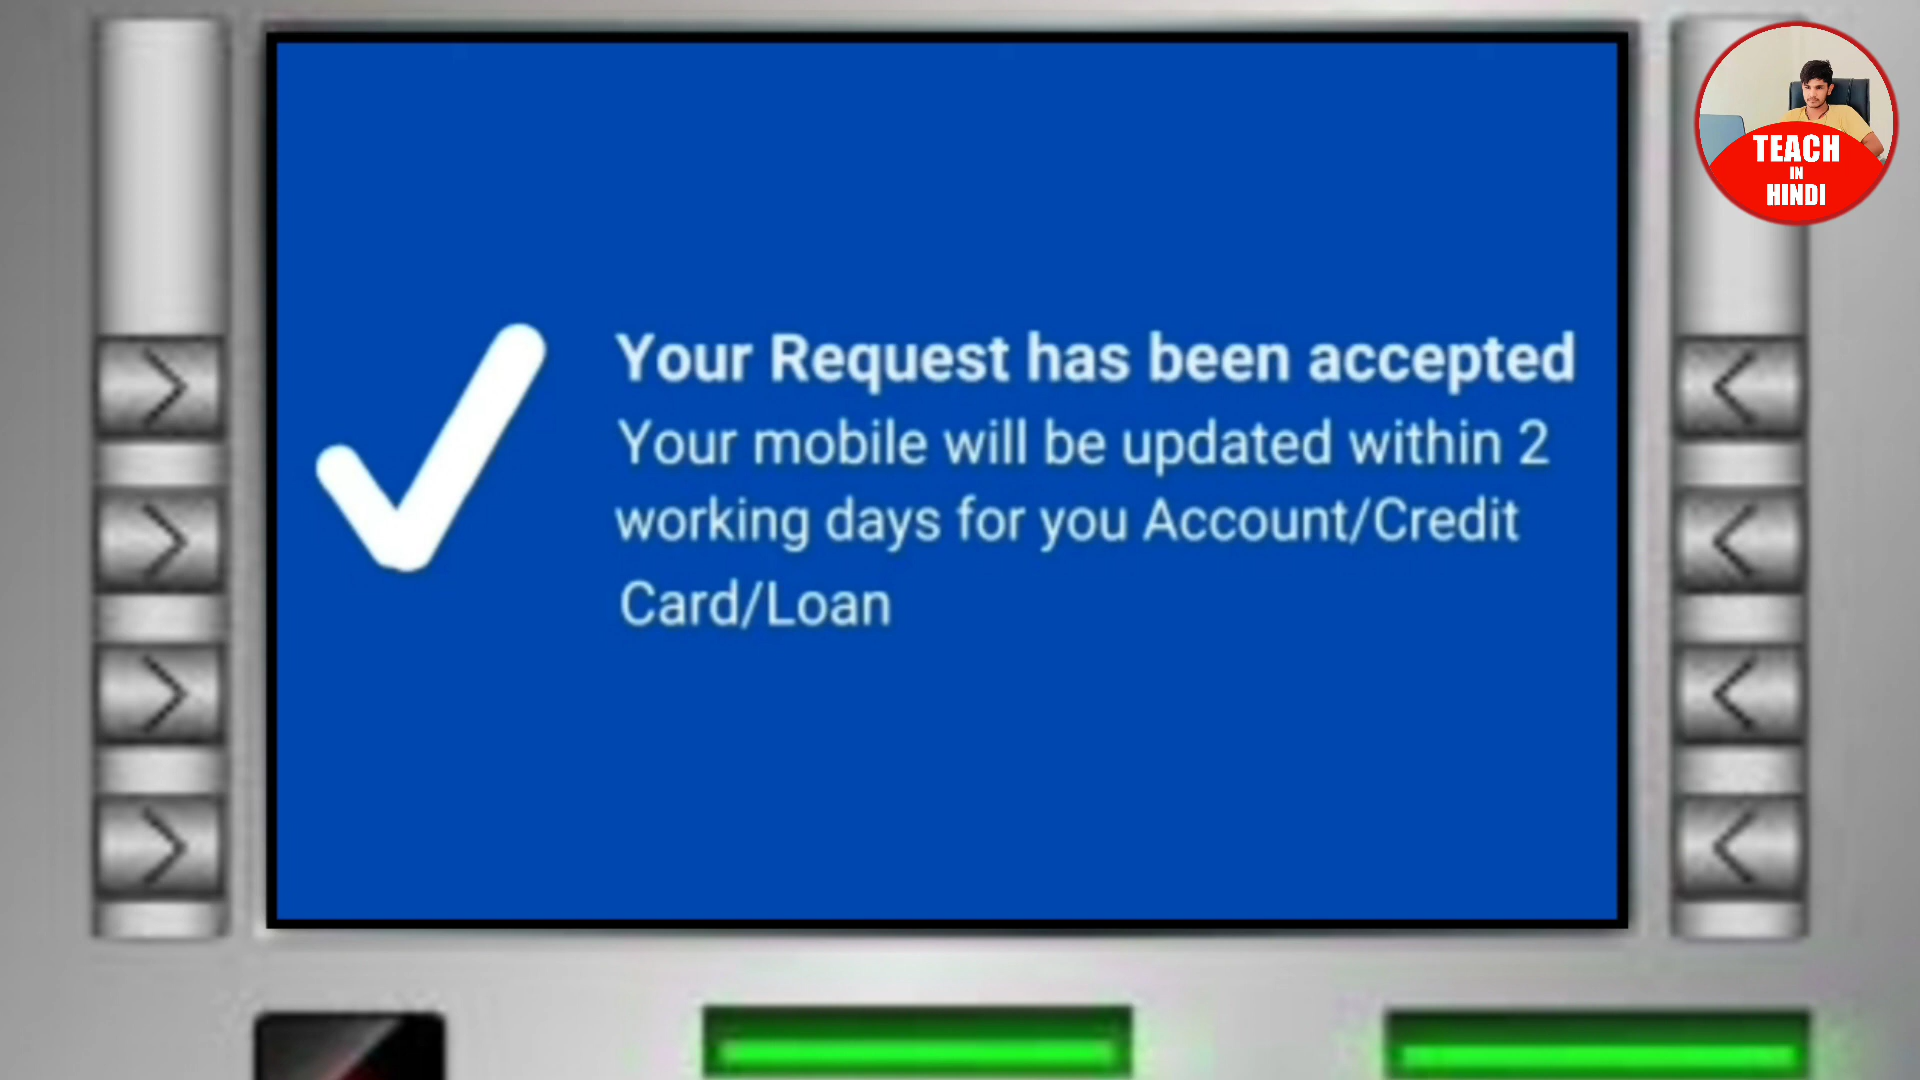 Your Request has been accepted
Your mobile will be updated within 2
working days for you Account/Credit
Card/Loan
TEACH
IN
HINDI